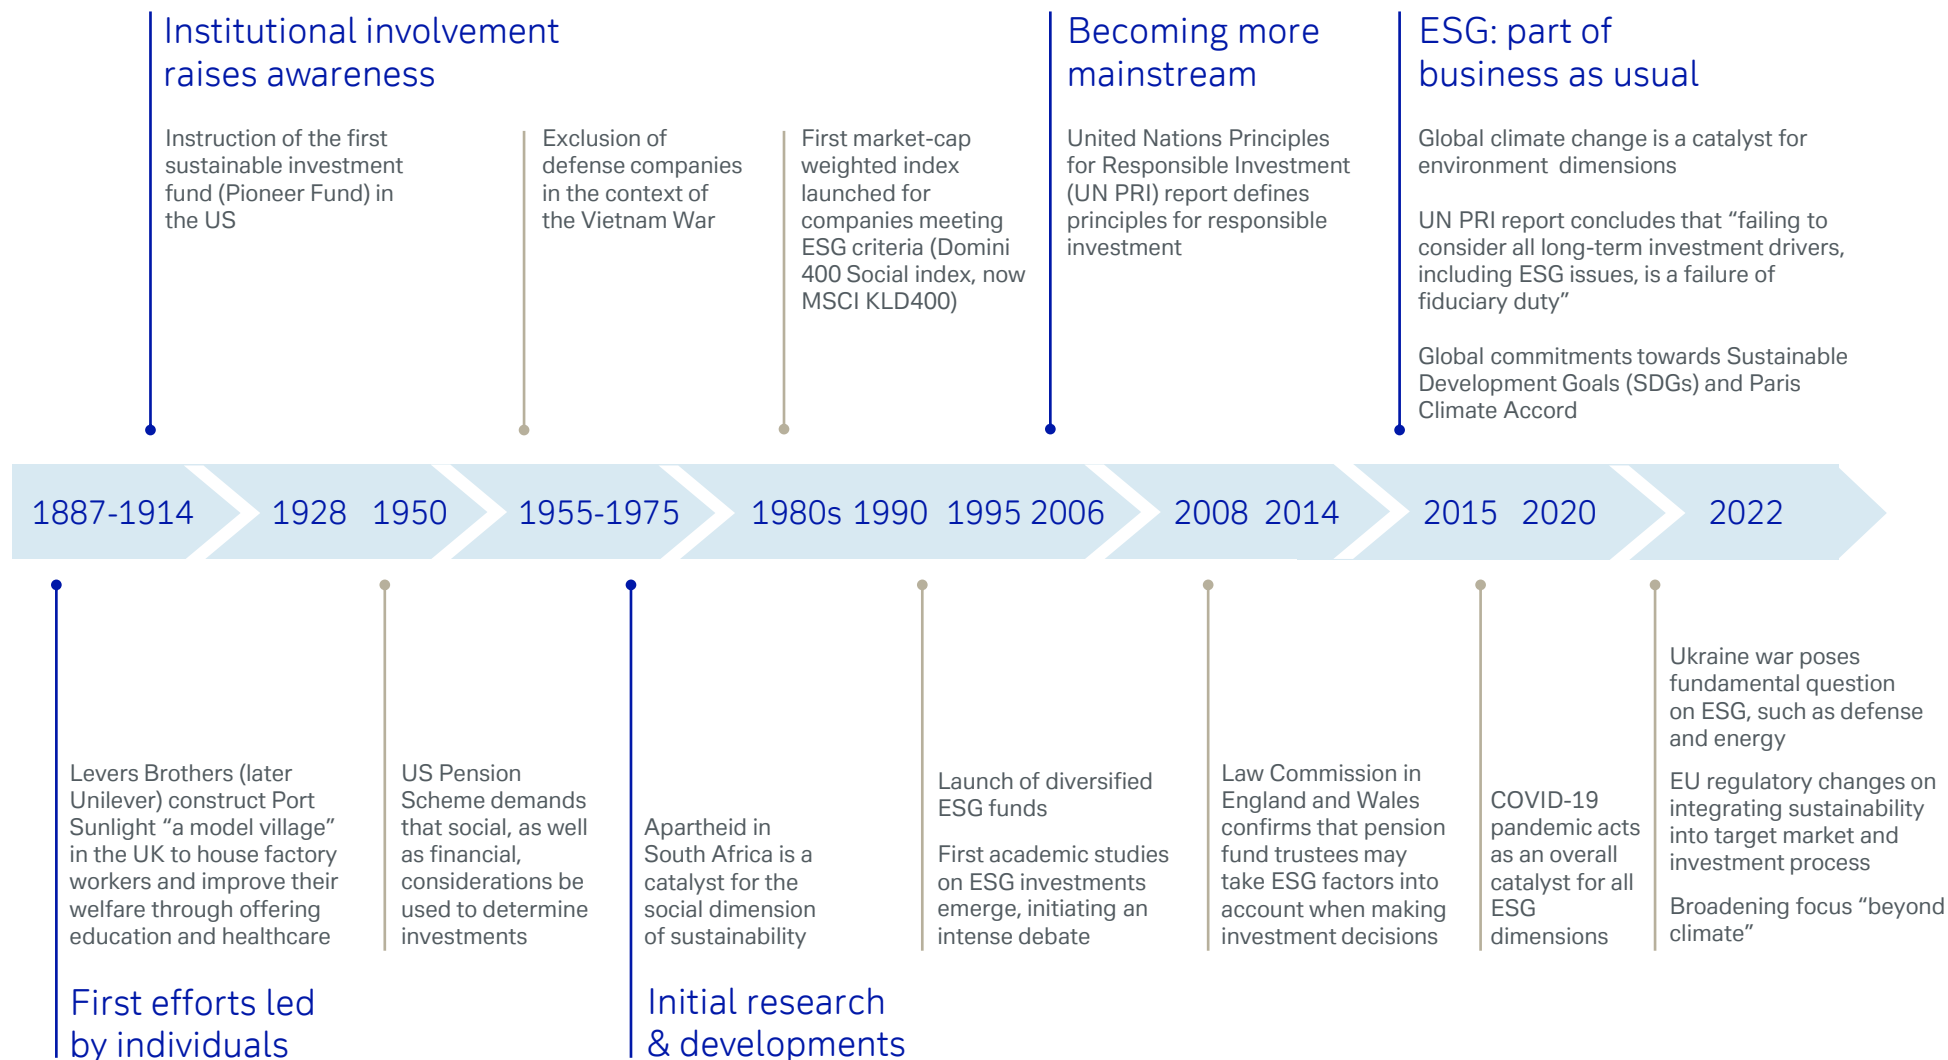 Institutional involvement
raises awareness
Instruction of the first
sustainable investment
fund (Pioneer Fund) in
the US
Exclusion of
defense companies
in the context of
the Vietnam War
First market-cap
weighted index
launched for
companies meeting
ESG criteria (Domini
400 Social index, now
MSCI KLD400)
Becoming more
mainstream
United Nations Principles
for Responsible Investment
(UN PRI) report defines
principles for responsible
investment
ESG: part of
business as usual
Global climate change is a catalyst for
environment dimensions
UN PRI report concludes that “failing to
consider all long-term investment drivers,
including ESG issues, is a failure of
fiduciary duty”
Global commitments towards Sustainable
Development Goals (SDGs) and Paris
Climate Accord
1887-1914 1928 1950 1955-1975 1980s 1990 1995 2006 2008 2014 2015 2020 2022
Levers Brothers (later
Unilever) construct Port
Sunlight “a model village”
in the UK to house factory
workers and improve their
welfare through offering
education and healthcare
First efforts led
by individuals
US Pension
Scheme demands
that social, as well
as financial,
considerations be
used to determine
investments
Apartheid in
South Africa is a
catalyst for the
social dimension
of sustainability
Initial research
& developments
Launch of diversified
ESG funds
First academic studies
on ESG investments
emerge, initiating an
intense debate
Law Commission in
England and Wales
confirms that pension
fund trustees may
take ESG factors into
account when making
investment decisions
COVID-19
pandemic acts
as an overall
catalyst for all
ESG
dimensions
Ukraine war poses
fundamental question
on ESG, such as defense
and energy
EU regulatory changes on
integrating sustainability
into target market and
investment process
Broadening focus “beyond
climate”